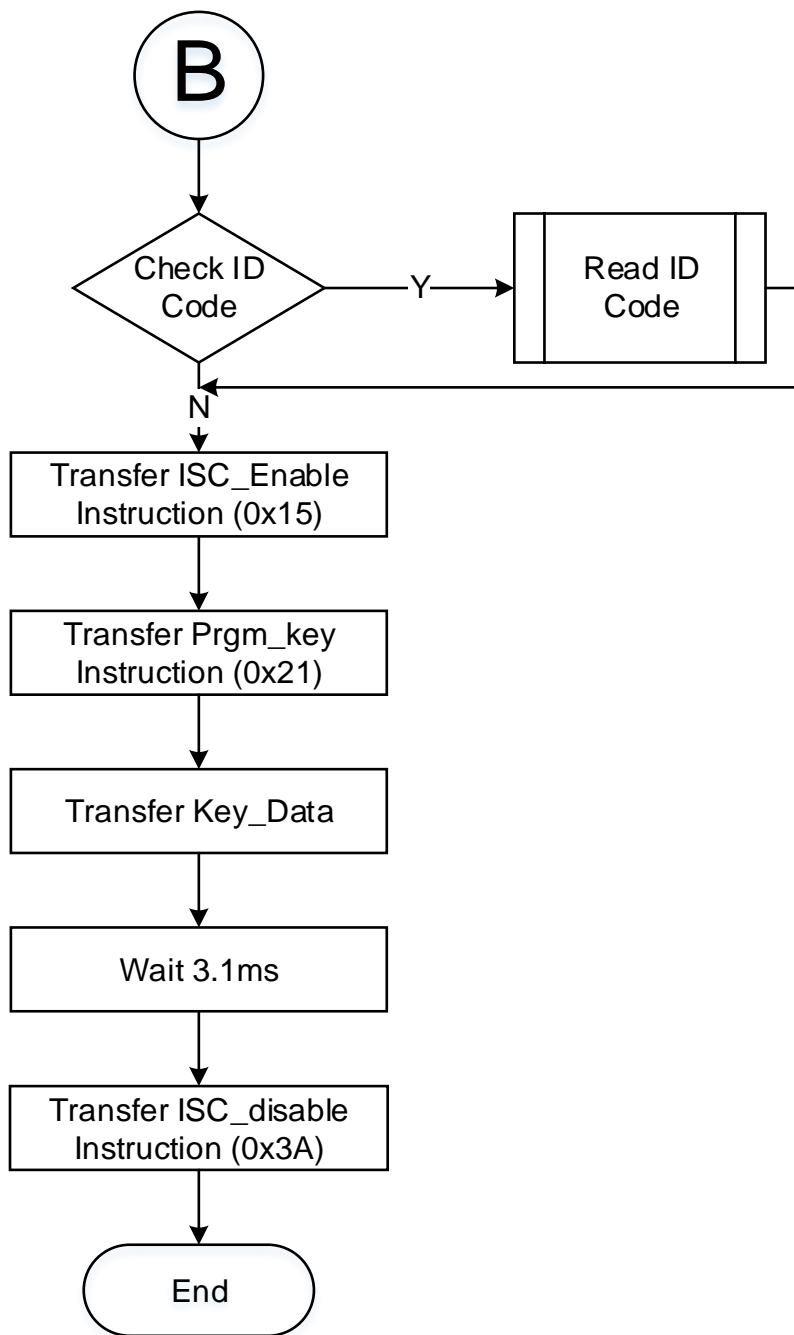 B
Check ID
Code
Y
Read ID
Code
N
Transfer ISC_Enable
Instruction (0x15)
Transfer Prgm_key
Instruction (0x21)
Transfer Key_Data
Wait 3.1ms
Transfer ISC_disable
Instruction (0x3A)
End